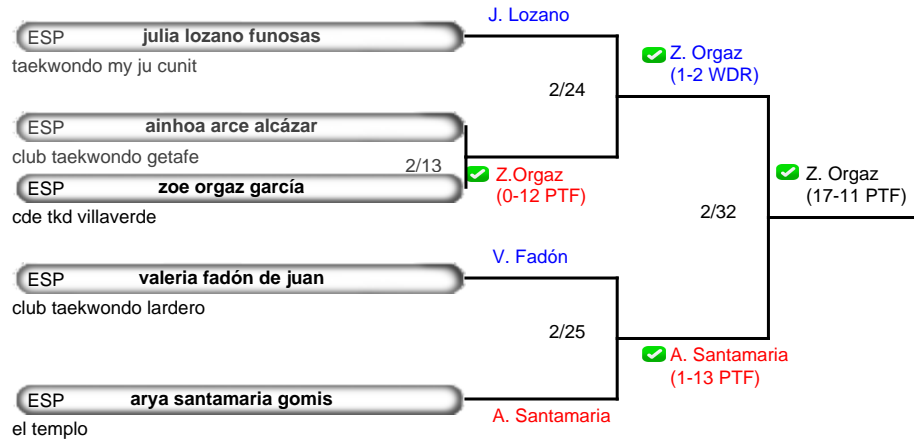 J. Lozano
ESP julia lozano funosas
taekwondo my ju cunit
Z. Orgaz
(1-2 WDR)
2/24
ESP ainhoa arce alcázar
club taekwondo getafe
2/13
Z.Orgaz
(0-12 PTF)
ESP zoe orgaz garcía
cde tkd villaverde
Z. Orgaz
(17-11 PTF)
2/32
V. Fadón
ESP valeria fadón de juan
club taekwondo lardero
2/25
A. Santamaria
(1-13 PTF)
ESP arya santamaria gomis
el templo
A. Santamaria